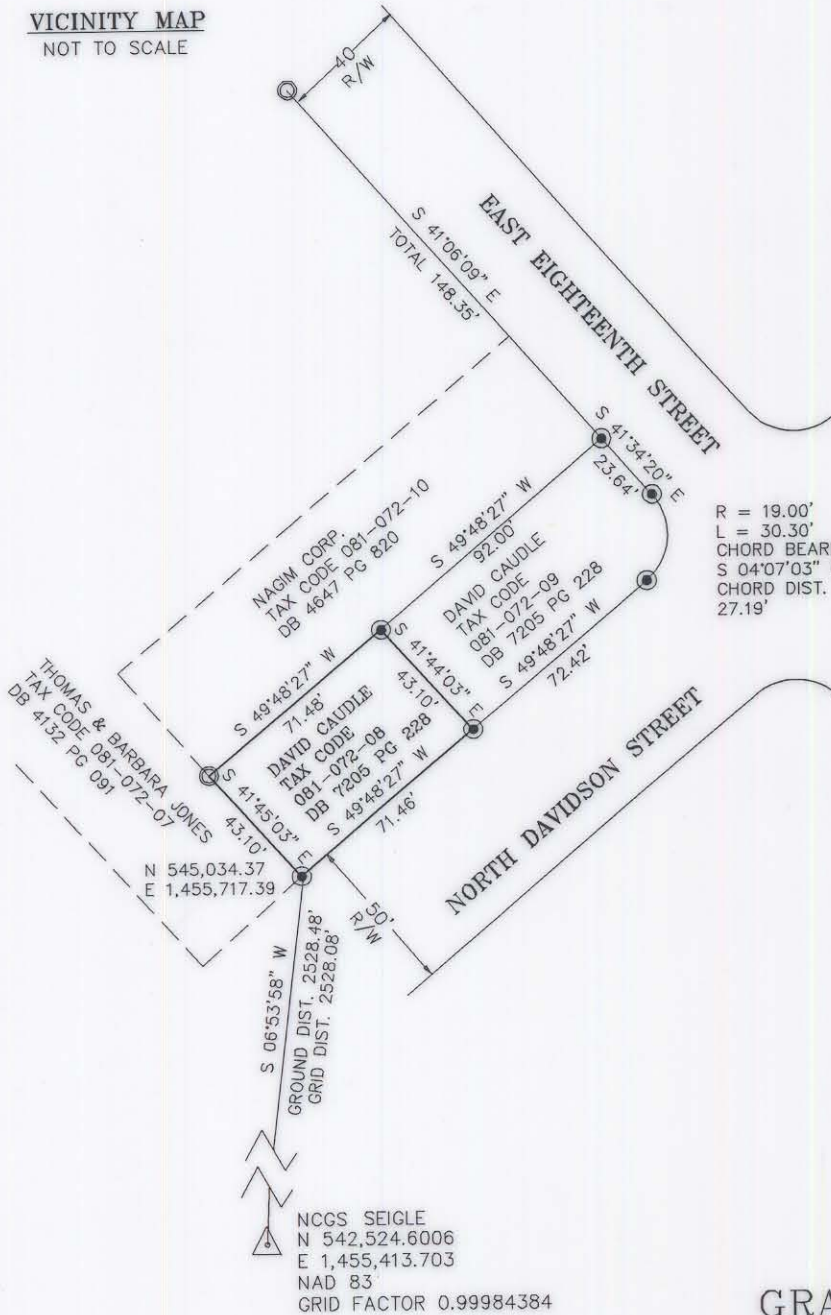 VICINITY MAP
NOT TO SCALE
40
R/W
EAST EIGHTEENTH STREET
S 41°06'09" E
TOTAL 148.35'
S 41°34'20" E
23.64'
R = 19.00'
L = 30.30'
CHORD BEAR
S 04°07'03"
CHORD DIST.
27.19'
NAGIM CORP.
TAX CODE 081-072-10
DB 4647 PG 820
S 49°48'27" W
92.00'
DAVID CAUDLE
TAX CODE
081-072-09
DB 7205 PG 228
S 49°48'27" W
72.42'
S 41°44'03" E
43.10'
S 49°48'27" W
71.48'
DAVID CAUDLE
TAX CODE
081-072-08
DB 7205 PG 228
S 49°48'27" W
71.46'
THOMAS & BARBARA JONES
TAX CODE 081-072-07
DB 4132 PG 091
S 41°45'03" E
43.10'
N 545,034.37
E 1,455,717.39
50'
R/W
NORTH DAVIDSON STREET
S 06°53'58" W
GROUND DIST. 2528.48'
GRID DIST. 2528.08'
NCGS SEIGLE
N 542,524.6006
E 1,455,413.703
NAD 83
GRID FACTOR 0.99984384
GRA